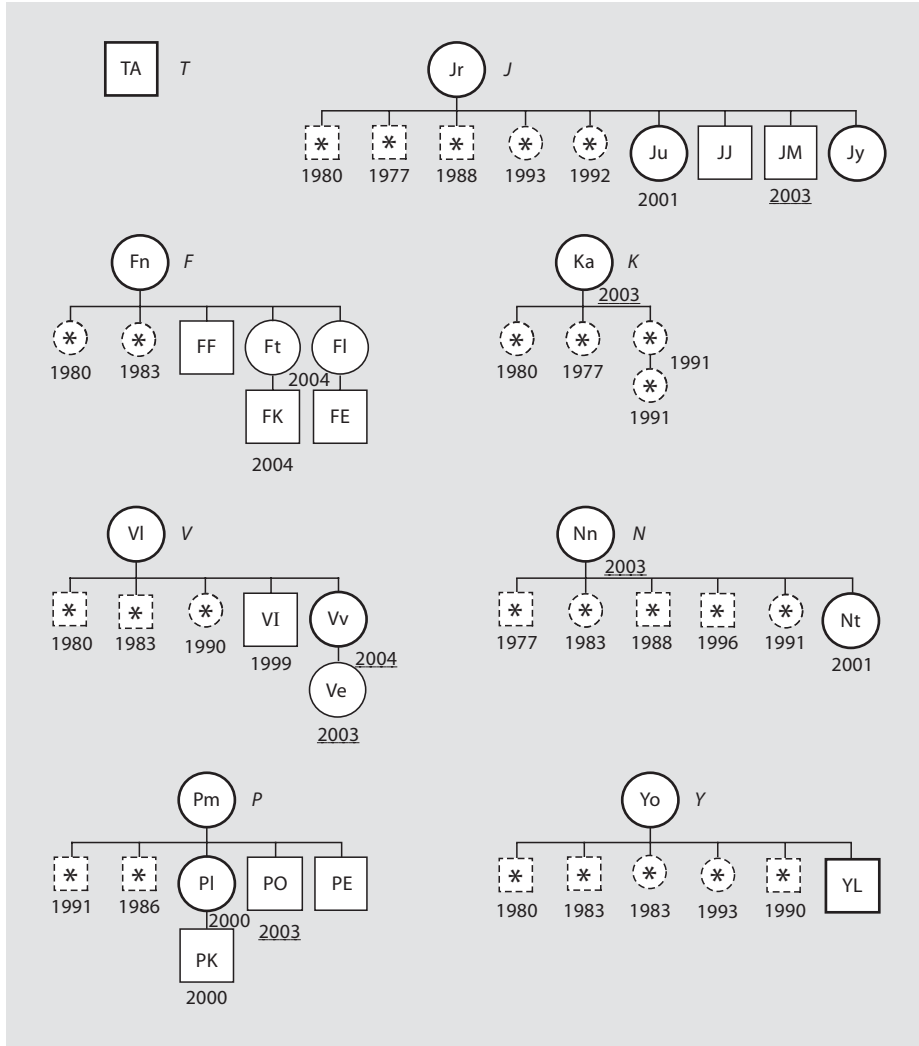 TA T Jr J
* * * * * Ju JJ JM Jy
1980 1977 1988 1993 1992 2001 2003
Fn F Ka K
2003
* * FF Ft Fl * * *
1980 1983 2004 1980 1977 1991
FK FE *
2004 1991
Vl V Nn N
2003
* * * VI Vv * * * * * Nt
1980 1983 1990 1999 2004 1977 1983 1988 1996 1991 2001
Ve
2003
Pm P Yo Y
* * Pl PO PE * * * * * YL
1991 1986 2000 2003 1980 1983 1983 1993 1990
PK
2000